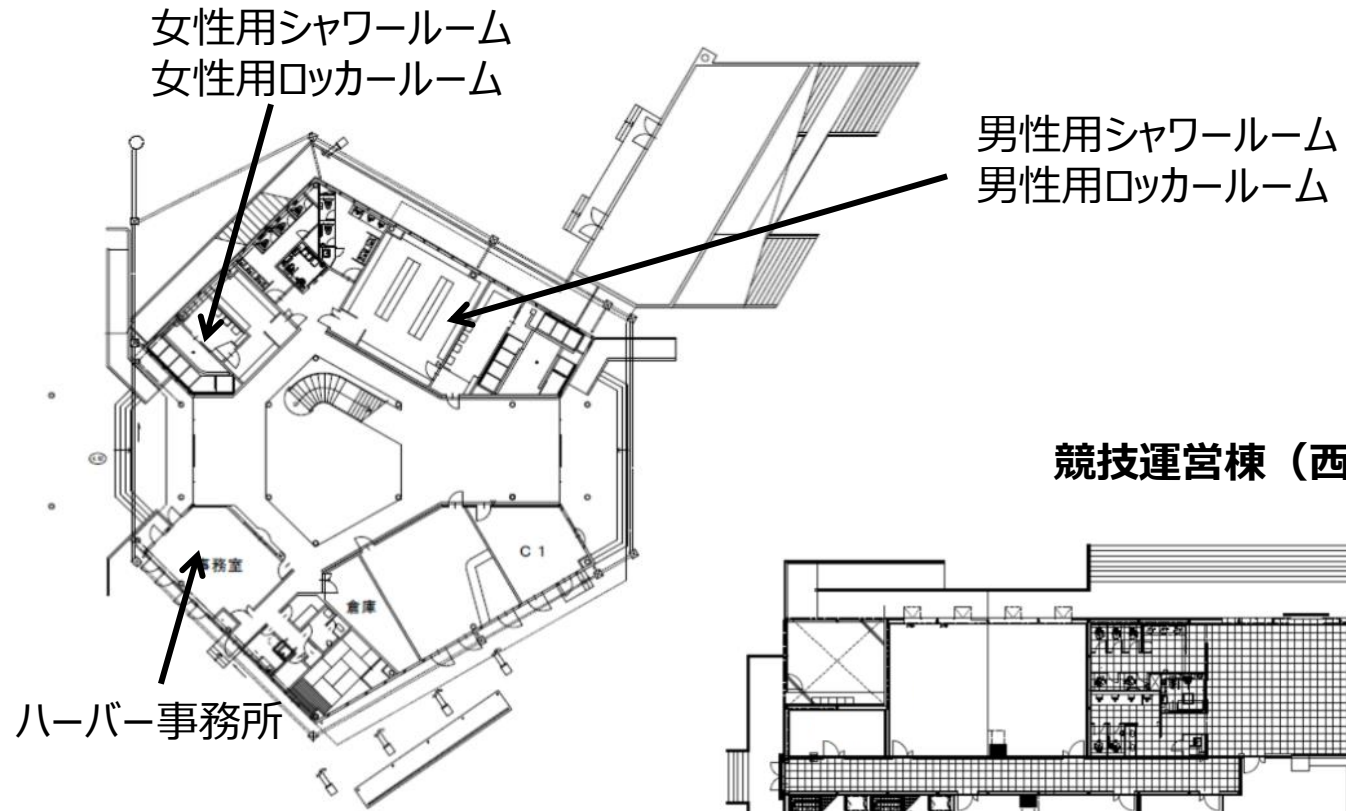 女性用シャワールーム
女性用ロッカールーム
男性用シャワールーム
男性用ロッカールーム
競技運営棟（西
C 1
事務室
倉庫
ハーバー事務所